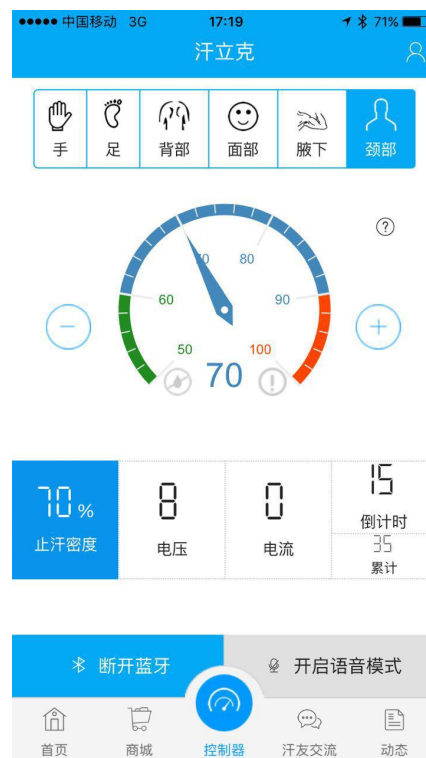 中国移动 3G 17:19 71%
汗立克
手 足 背部 面部 腋下 颈部
?
70 80
60 90
50 100
70
70% 8 0 15
止汗密度 电压 电流 倒计时
35
累计
断开蓝牙 开启语音模式
首页 商城 控制器 汗友交流 动态